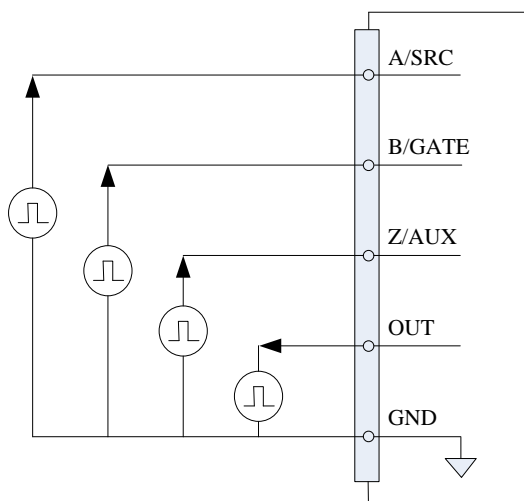 A/SRC
B/GATE
Z/AUX
OUT
GND